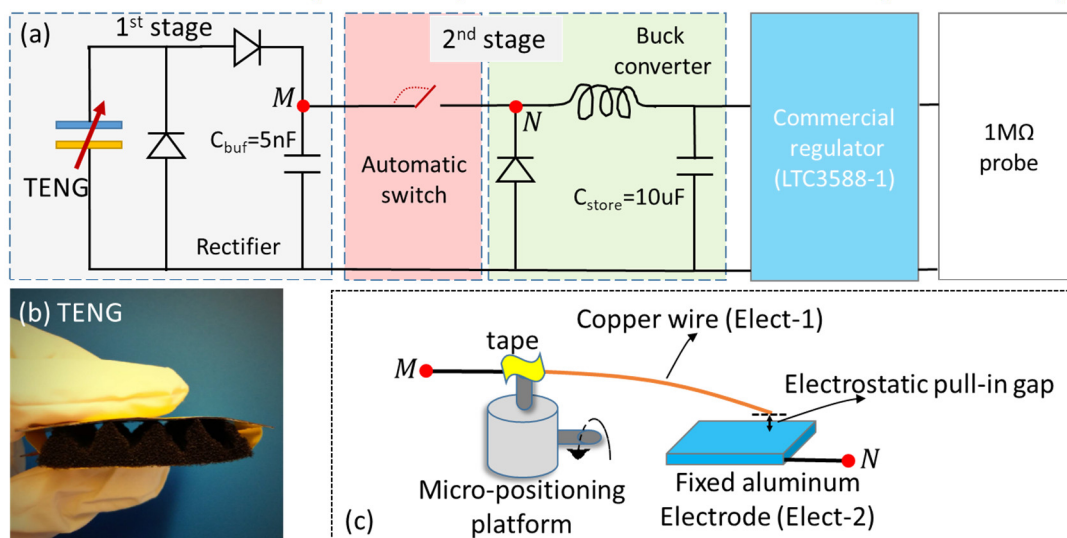 (a)
1st stage
2nd stage
Buck
converter
M
N
Cbuf=5nF
TENG
Automatic
switch
Cstore=10uF
Rectifier
Commercial
regulator
(LTC3588-1)
1MΩ
probe
(b) TENG
Copper wire (Elect-1)
tape
M
Electrostatic pull-in gap
N
Micro-positioning
platform
Fixed aluminum
Electrode (Elect-2)
(c)